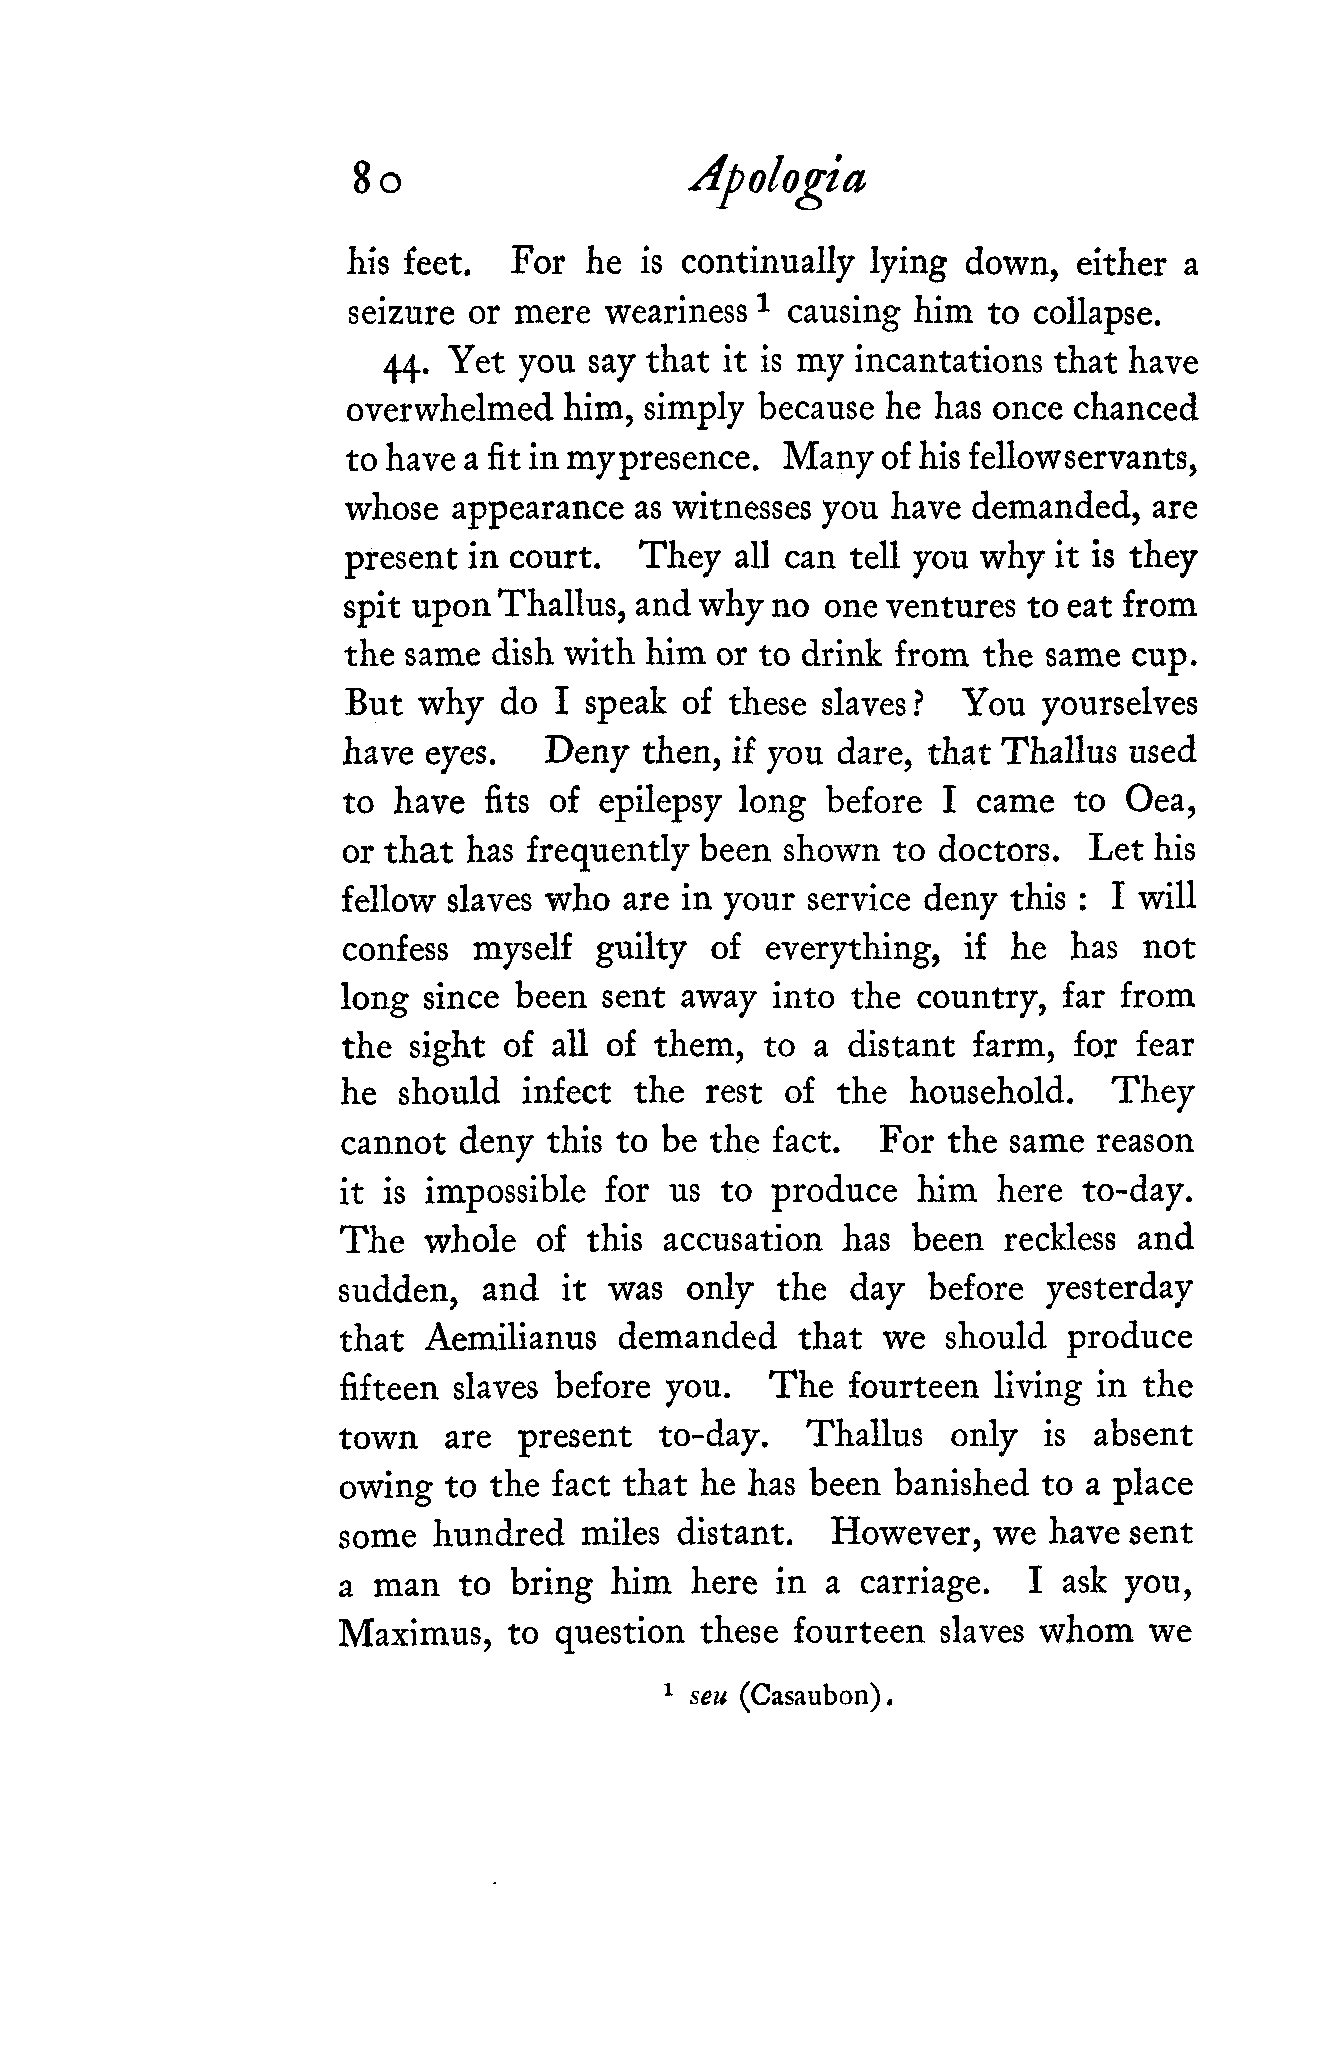 80 Apologia
his feet. For he is continually lying down, either a
seizure or mere weariness ¹ causing him to collapse.
44. Yet you say that it is my incantations that have
overwhelmed him, simply because he has once chanced
to have a fit in my presence. Many of his fellowservants,
whose appearance as witnesses you have demanded, are
present in court. They all can tell you why it is they
spit upon Thallus, and why no one ventures to eat from
the same dish with him or to drink from the same cup.
But why do I speak of these slaves? You yourselves
have eyes. Deny then, if you dare, that Thallus used
to have fits of epilepsy long before I came to Oea,
or that has frequently been shown to doctors. Let his
fellow slaves who are in your service deny this : I will
confess myself guilty of everything, if he has not
long since been sent away into the country, far from
the sight of all of them, to a distant farm, for fear
he should infect the rest of the household. They
cannot deny this to be the fact. For the same reason
it is impossible for us to produce him here to-day.
The whole of this accusation has been reckless and
sudden, and it was only the day before yesterday
that Aemilianus demanded that we should produce
fifteen slaves before you. The fourteen living in the
town are present to-day. Thallus only is absent
owing to the fact that he has been banished to a place
some hundred miles distant. However, we have sent
a man to bring him here in a carriage. I ask you,
Maximus, to question these fourteen slaves whom we
¹ seu (Casaubon).